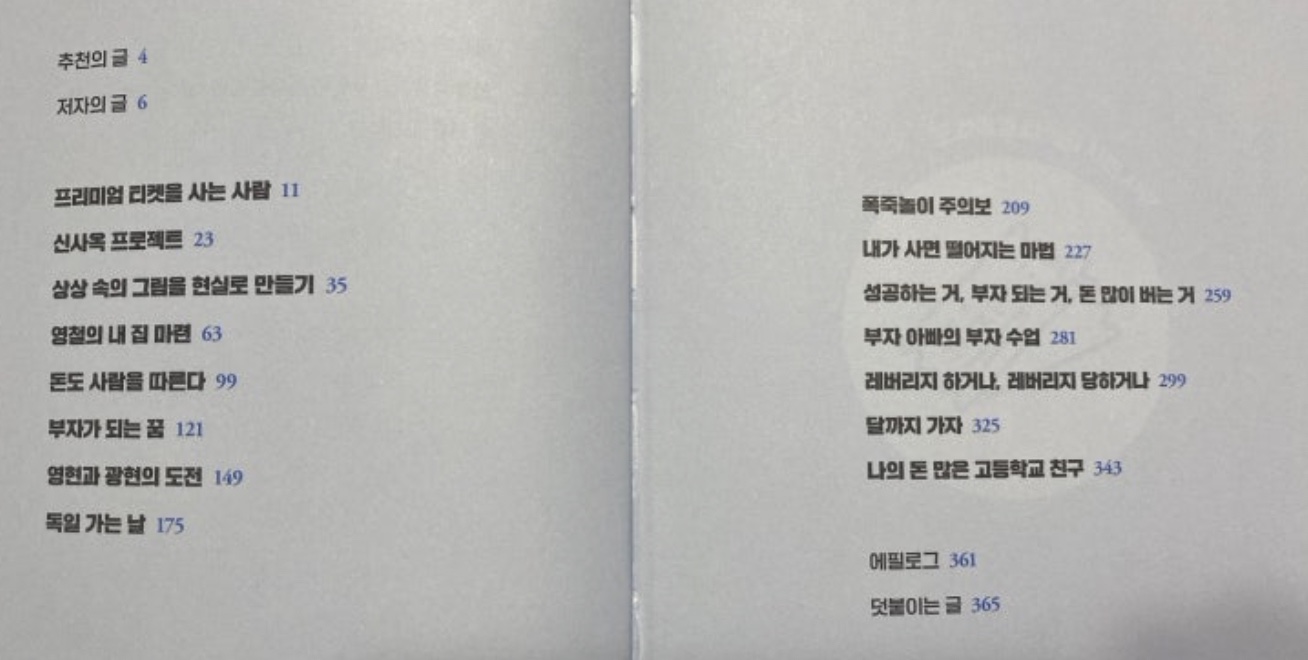 추천의 글 4
저자의 글 6
프리미엄 티켓을 사는 사람 11
신사옥 프로젝트 23
상상 속의 그림을 현실로 만들기 35
영철의 내 집 마련 63
돈도 사람을 따른다 99
부자가 되는 꿈 121
영현과 광현의 도전 149
독일 가는 날 175
폭죽놀이 주의보 209
내가 사면 떨어지는 마법 227
성공하는 거, 부자 되는 거, 돈 많이 버는 거 259
부자 아빠의 부자 수업 281
레버리지 하거나, 레버리지 당하거나 299
달까지 가자 325
나의 돈 많은 고등학교 친구 343
에필로그 361
덧붙이는 글 365